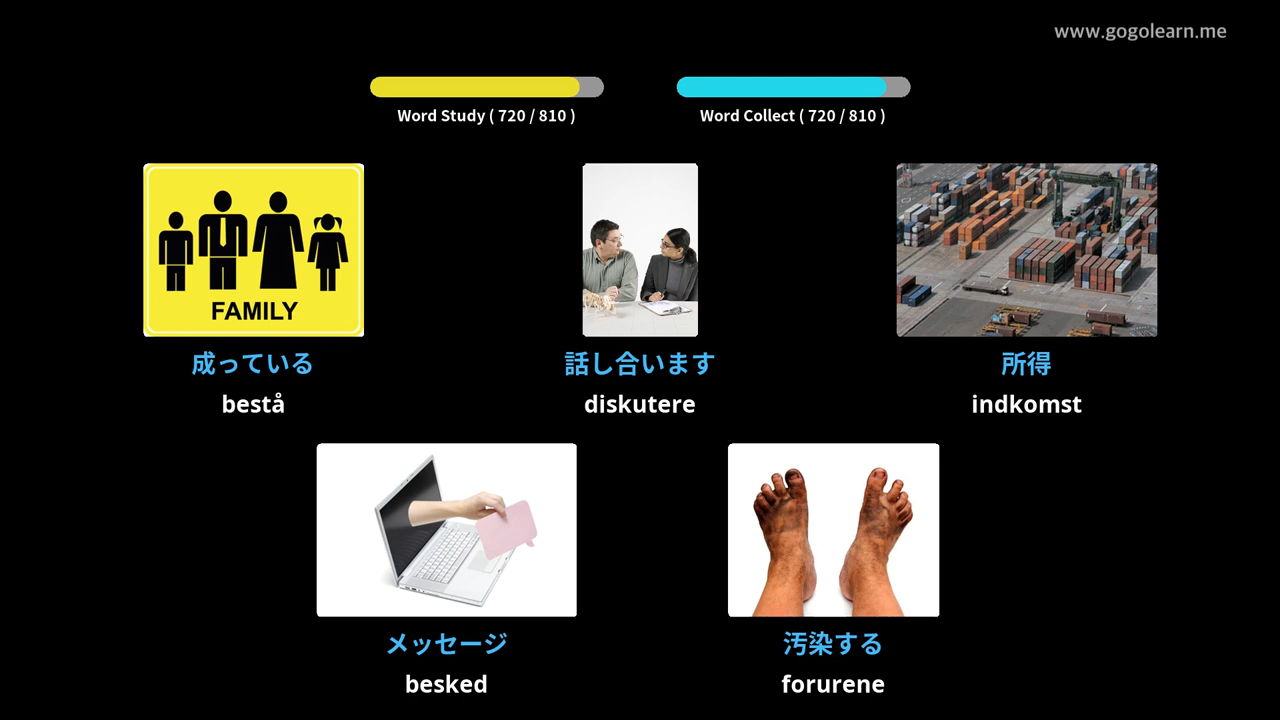 www.gogolearn.me
Word Study ( 720 / 810 )
Word Collect ( 720 / 810 )
FAMILY
成っている
話し合います
所得
bestå
diskutere
indkomst
メッセージ
汚染する
besked
forurene